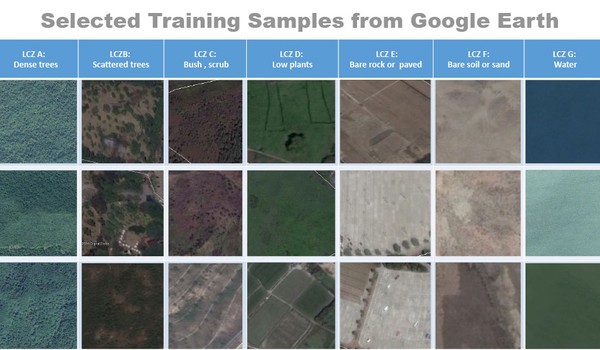 Selected Training Samples from Google Earth
LCZ A:
Dense trees
LCZB:
Scattered trees
LCZ C:
Bush , scrub
LCZ D:
Low plants
LCZ E:
Bare rock or paved
LCZ F:
Bare soil or sand
LCZ G:
Water